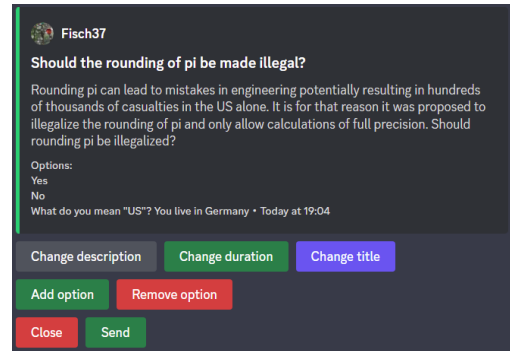 Fisch37
Should the rounding of pi be made illegal?
Rounding pi can lead to mistakes in engineering potentially resulting in hundreds
of thousands of casualties in the US alone. It is for that reason it was proposed to
illegalize the rounding of pi and only allow calculations of full precision. Should
rounding pi be illegalized?
Options:
Yes
No
What do you mean "US"? You live in Germany • Today at 19:04
Change description Change duration Change title
Add option Remove option
Close Send